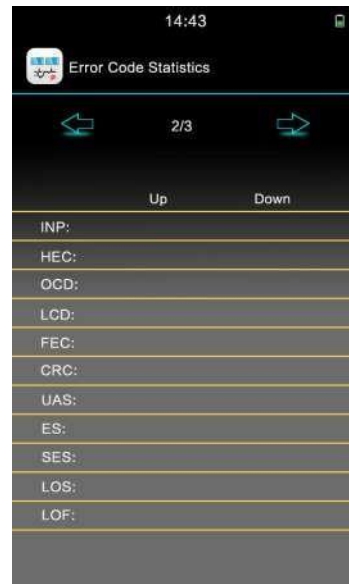 14:43
Error Code Statistics
2/3
Up Down
INP:
HEC:
OCD:
LCD:
FEC:
CRC:
UAS:
ES:
SES:
LOS:
LOF: